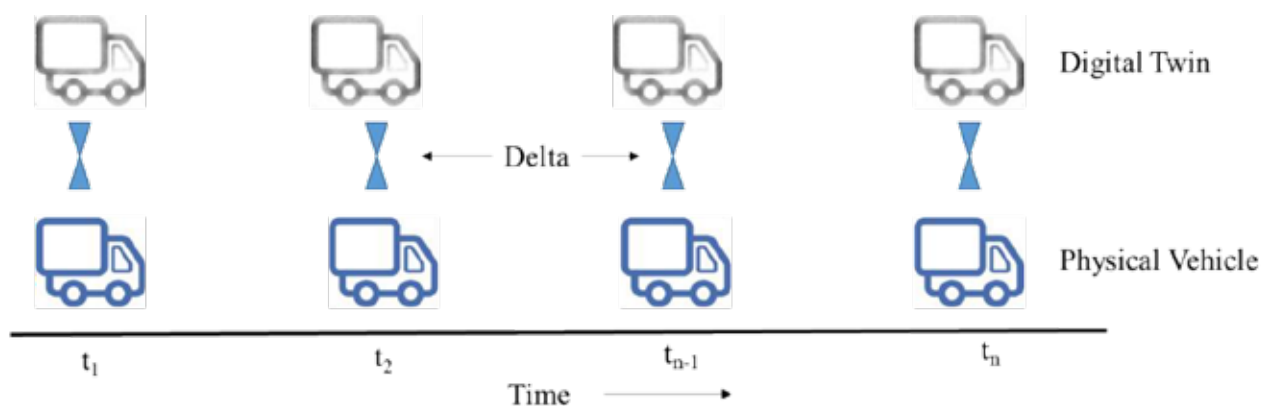 Digital Twin
Delta
Physical Vehicle
t₁ t₂ tₙ₋₁ tₙ
Time